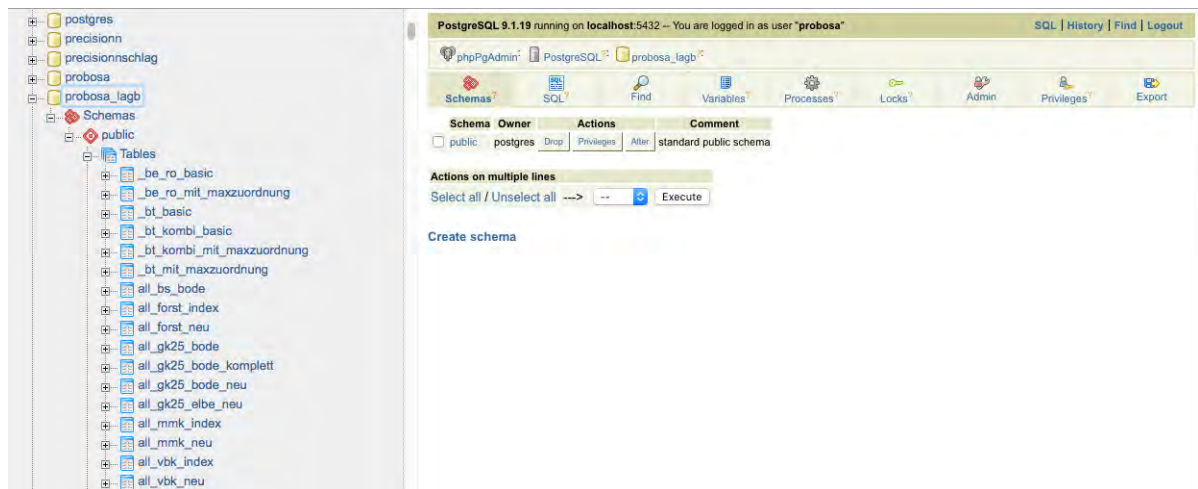 postgres
precisionn
precisionnschlag
probosa
probosa_lagb
Schemas
public
Tables
_be_ro_basic
_be_ro_mit_maxzuordnung
_bt_basic
_bt_kombi_basic
_bt_kombi_mit_maxzuordnung
_bt_mit_maxzuordnung
all_bs_bode
all_forst_index
all_forst_neu
all_gk25_bode
all_gk25_bode_komplett
all_gk25_bode_neu
all_gk25_elbe_neu
all_mmk_index
all_mmk_neu
all_vbk_index
all_vbk_neu
PostgreSQL 9.1.19 running on localhost:5432 -- You are logged in as user "probosa" SQL | History | Find | Logout
phpPgAdmin: PostgreSQL?: probosa_lagb?:
Schemas? SQL? Find Variables? Processes? Locks? Admin Privileges? Export
Schema Owner Actions Comment
public postgres Drop Privileges Alter standard public schema
Actions on multiple lines
Select all / Unselect all ---> -- Execute
Create schema